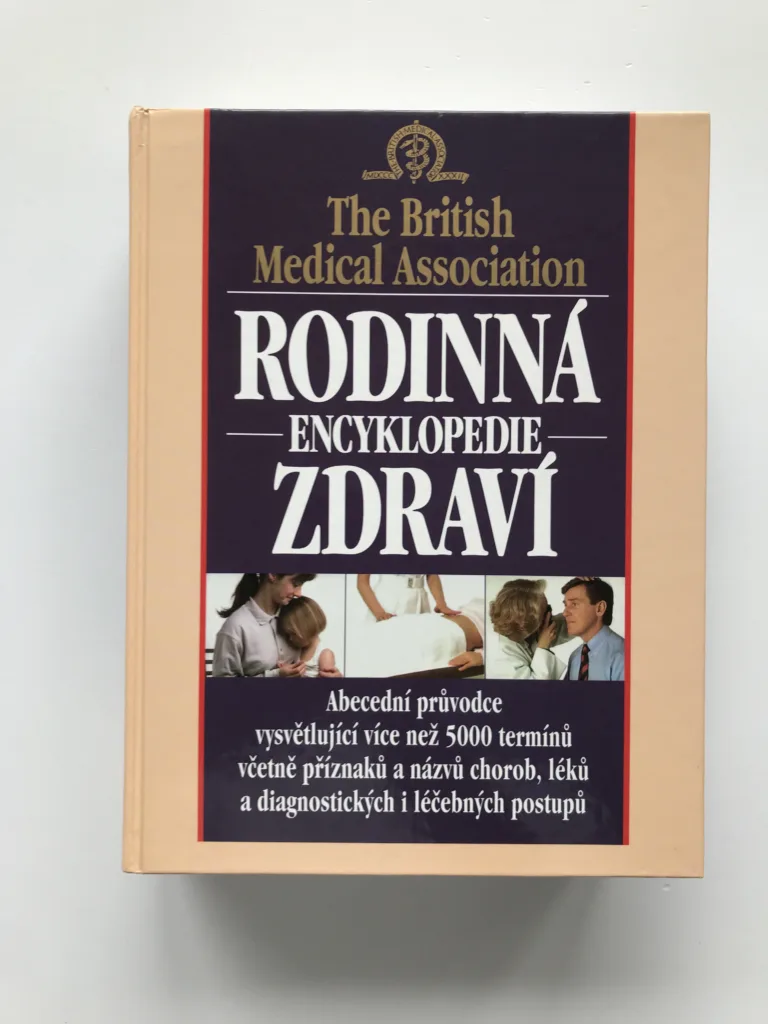 The British
Medical Association
RODINNÁ
ENCYKLOPEDIE
ZDRAVÍ
Abecední průvodce
vysvětlující více než 5000 termínů
včetně příznaků a názvů chorob, léků
a diagnostických i léčebných postupů